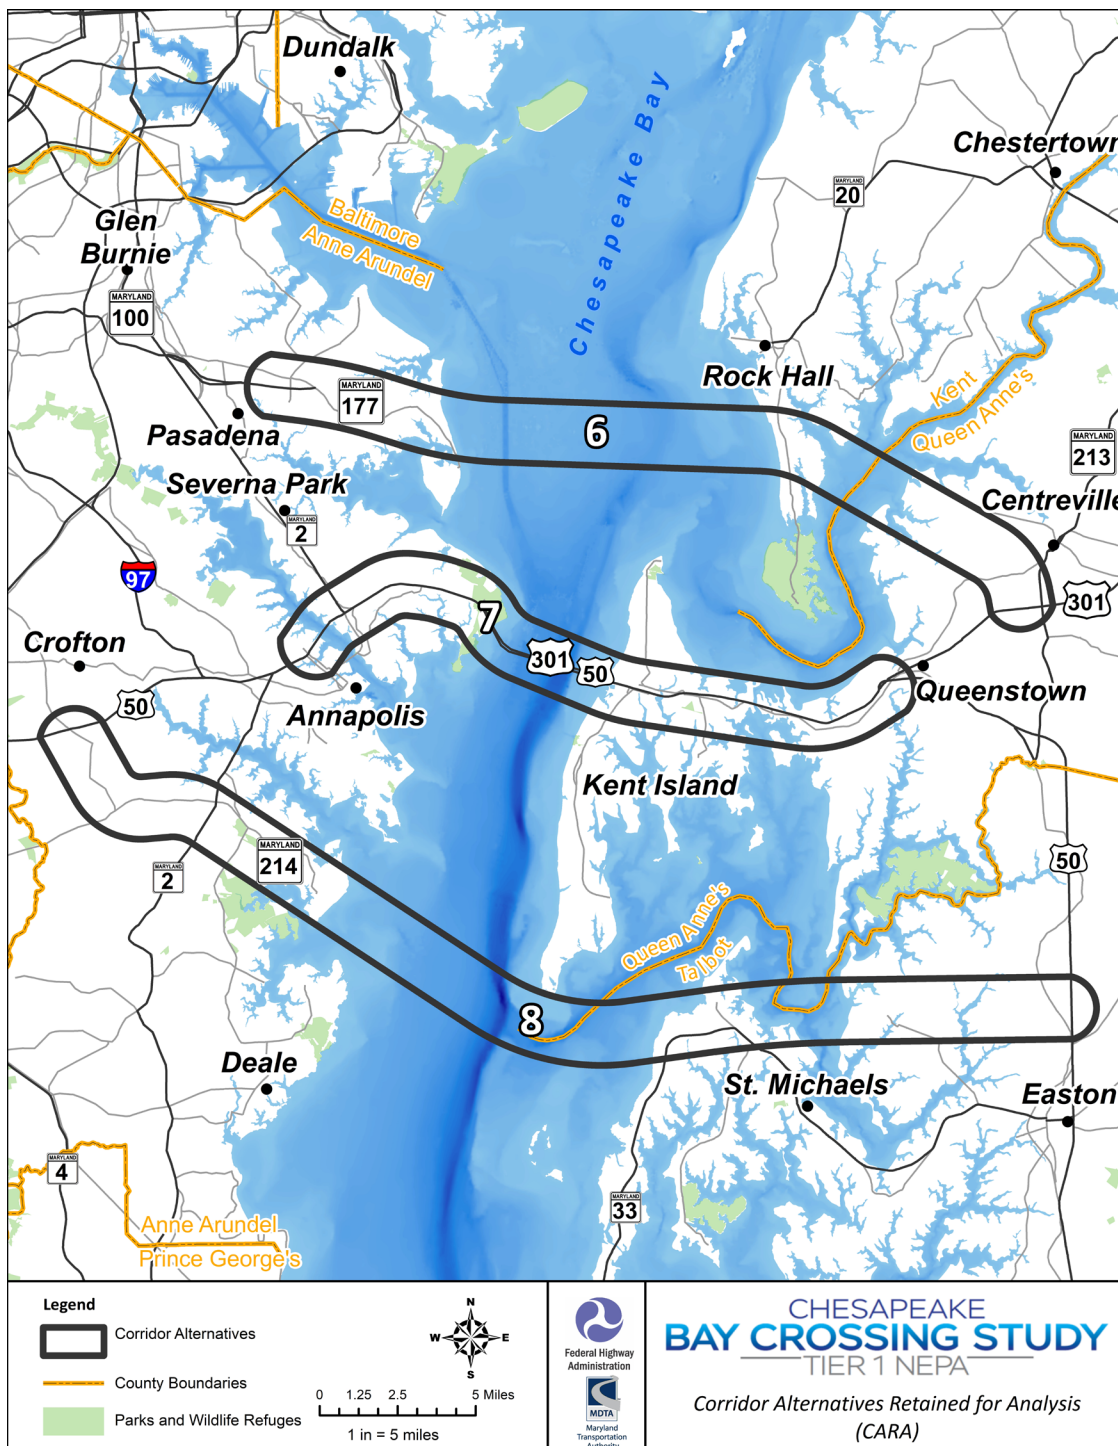 Dundalk
Chestertown
Chesapeake Bay
MARYLAND
20
Glen
Burnie
Baltimore
Anne Arundel
MARYLAND
100
Rock Hall
Kent
Queen Anne's
MARYLAND
177
6
Pasadena
MARYLAND
213
Severna Park
Centreville
MARYLAND
2
97
301
7
Crofton
301
50
Queenstown
50
Annapolis
Kent Island
MARYLAND
214
50
MARYLAND
2
Queen Anne's
Talbot
8
Deale
St. Michaels
Easton
MARYLAND
4
MARYLAND
33
Anne Arundel
Prince George's
Legend
Corridor Alternatives
County Boundaries
Parks and Wildlife Refuges
N
W E
S
0 1.25 2.5 5 Miles
1 in = 5 miles
Federal Highway
Administration
MDTA
Maryland
Transportation
Authority
CHESAPEAKE
BAY CROSSING STUDY
TIER 1 NEPA
Corridor Alternatives Retained for Analysis
(CARA)